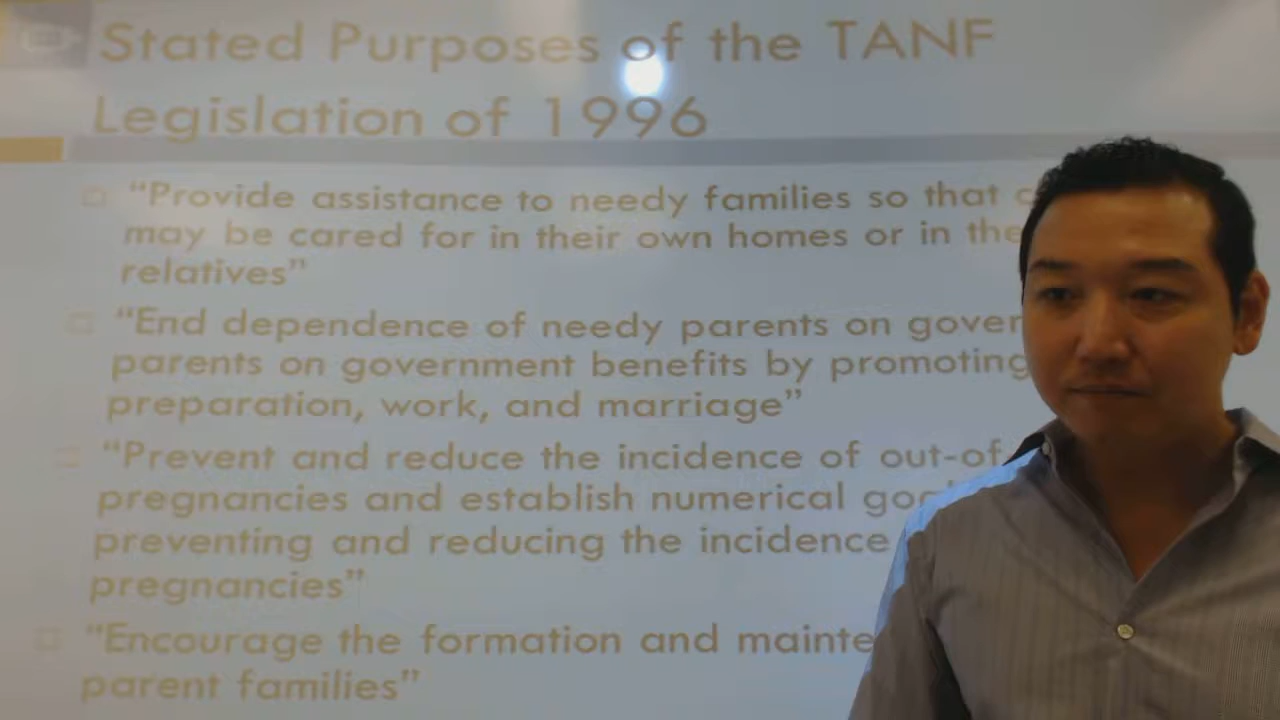 Stated Purposes of the TANF
Legislation of 1996
“Provide assistance to needy families so that
may be cared for in their own homes or in the
relatives”
“End dependence of needy parents on
parents on government benefits by promoting
preparation, work, and marriage”
“Prevent and reduce the incidence of
pregnancies and establish numerical
preventing and reducing the incidence
pregnancies”
"Encourage the formation and
parent families”